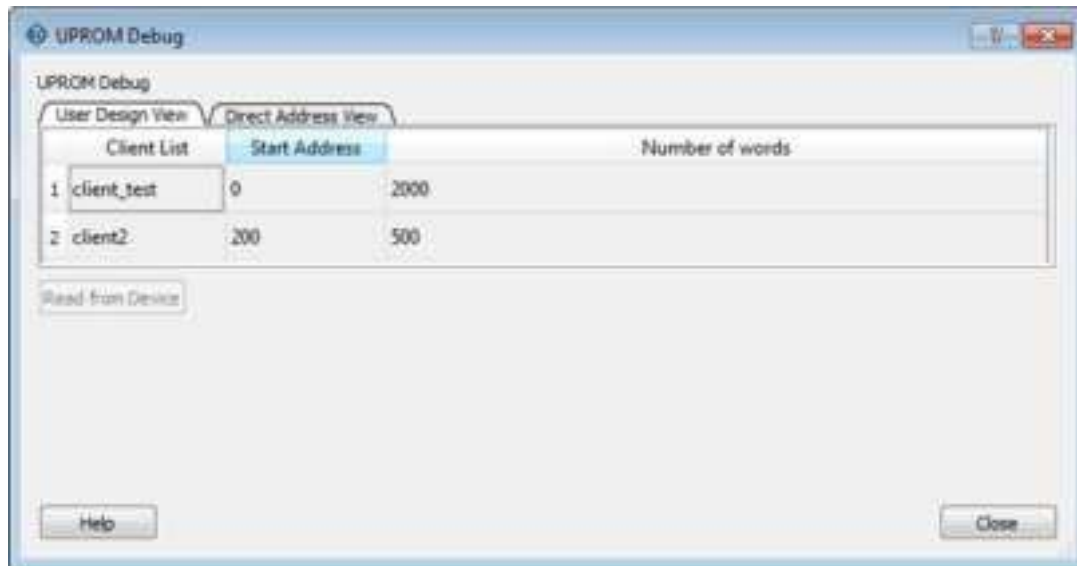 UPROM Debug
UPROM Debug
User Design View Direct Address View
Client List Start Address Number of words
1 client_test 0 2000
2 client2 200 500
Read from Device
Help Close